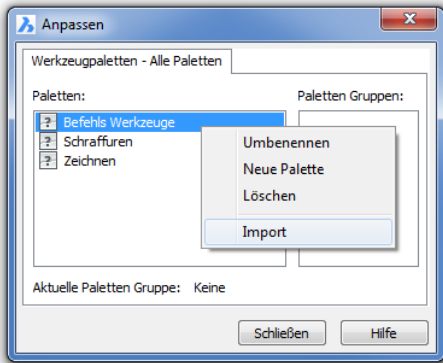 Anpassen
Werkzeugpaletten - Alle Paletten
Paletten: Paletten Gruppen:
Befehls Werkzeuge
Schraffuren
Zeichnen
Umbenennen
Neue Palette
Löschen
Import
Aktuelle Paletten Gruppe: Keine
Schließen Hilfe